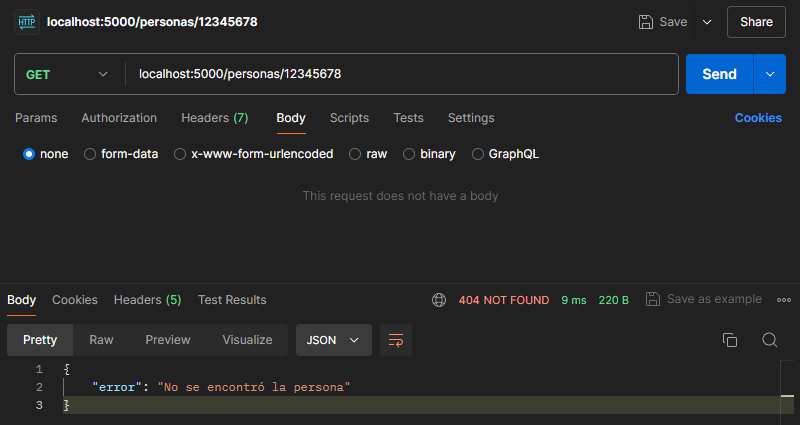 HTTP localhost:5000/personas/12345678 Save Share
GET localhost:5000/personas/12345678 Send
Params Authorization Headers (7) Body Scripts Tests Settings Cookies
none form-data x-www-form-urlencoded raw binary GraphQL
This request does not have a body
Body Cookies Headers (5) Test Results 404 NOT FOUND 9 ms 220 B Save as example
Pretty Raw Preview Visualize JSON
1 {
2 "error": "No se encontró la persona"
3 }